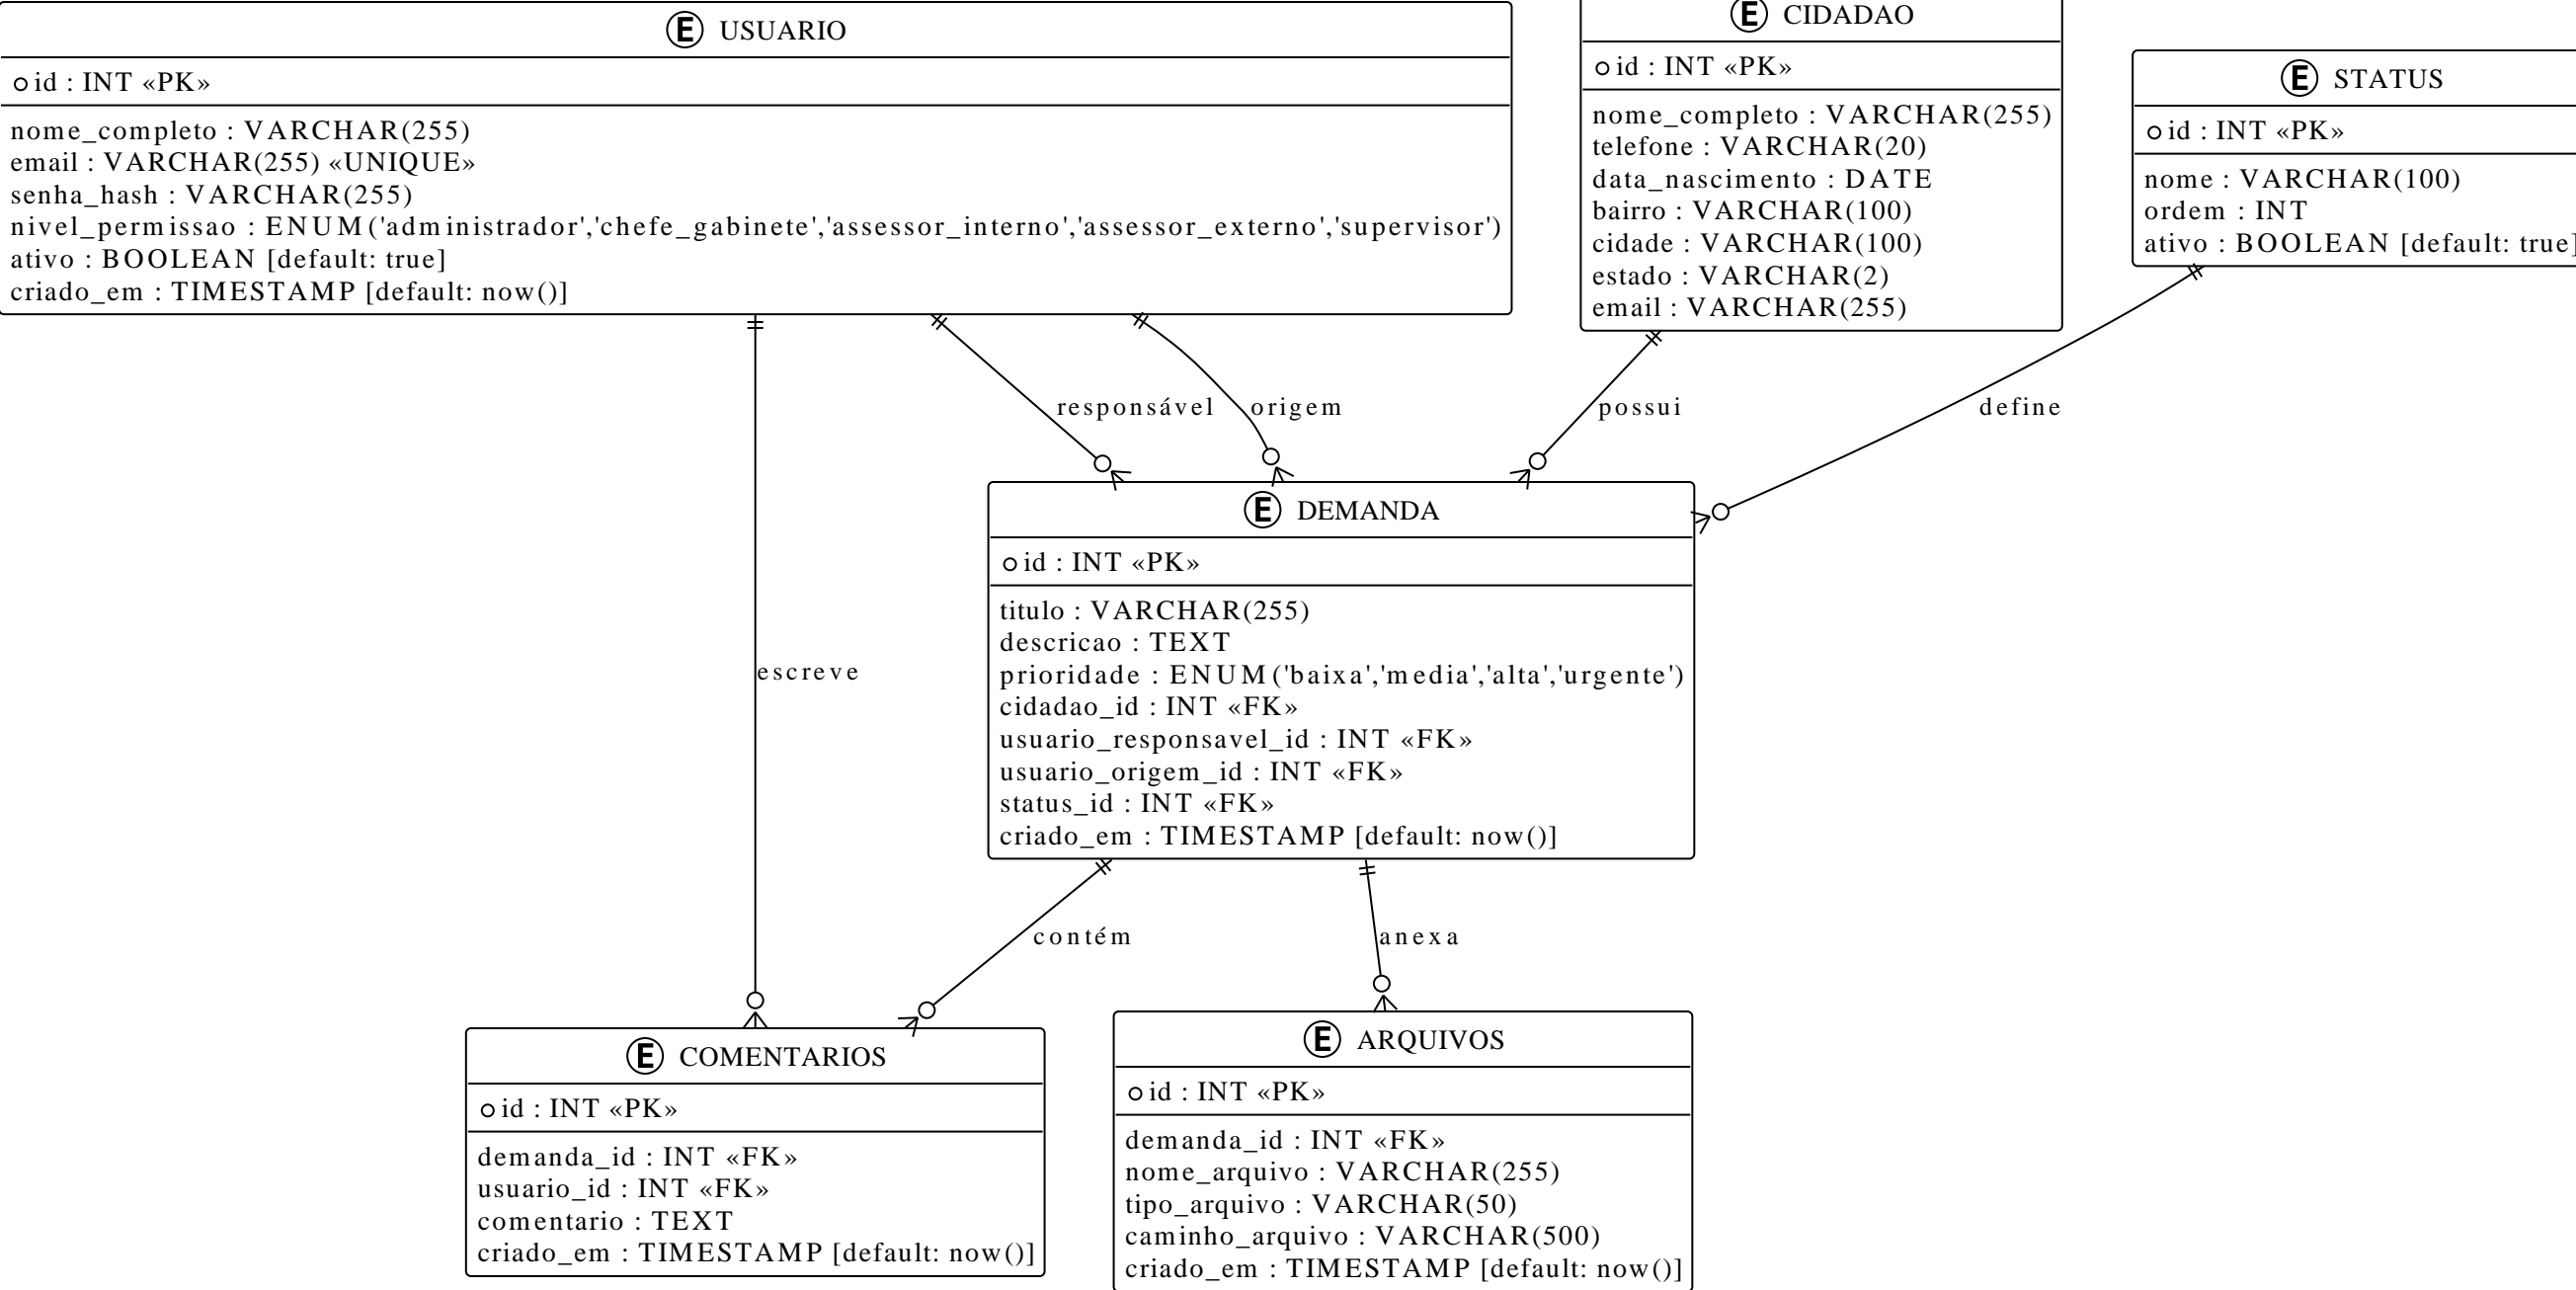 E USUARIO
id : INT «PK»
nome_completo : VARCHAR(255)
email : VARCHAR(255) «UNIQUE»
senha_hash : VARCHAR(255)
nivel_permissao : ENUM('administrador','chefe_gabinete','assessor_interno','assessor_externo','supervisor')
ativo : BOOLEAN [default: true]
criado_em : TIMESTAMP [default: now()]
E CIDADAO
id : INT «PK»
nome_completo : VARCHAR(255)
telefone : VARCHAR(20)
data_nascimento : DATE
bairro : VARCHAR(100)
cidade : VARCHAR(100)
estado : VARCHAR(2)
email : VARCHAR(255)
E STATUS
id : INT «PK»
nome : VARCHAR(100)
ordem : INT
ativo : BOOLEAN [default: true]
responsável
origem
possui
define
E DEMANDA
id : INT «PK»
titulo : VARCHAR(255)
descricao : TEXT
prioridade : ENUM('baixa','media','alta','urgente')
cidadao_id : INT «FK»
usuario_responsavel_id : INT «FK»
usuario_origem_id : INT «FK»
status_id : INT «FK»
criado_em : TIMESTAMP [default: now()]
escreve
contém
anexa
E COMENTARIOS
id : INT «PK»
demanda_id : INT «FK»
usuario_id : INT «FK»
comentario : TEXT
criado_em : TIMESTAMP [default: now()]
E ARQUIVOS
id : INT «PK»
demanda_id : INT «FK»
nome_arquivo : VARCHAR(255)
tipo_arquivo : VARCHAR(50)
caminho_arquivo : VARCHAR(500)
criado_em : TIMESTAMP [default: now()]